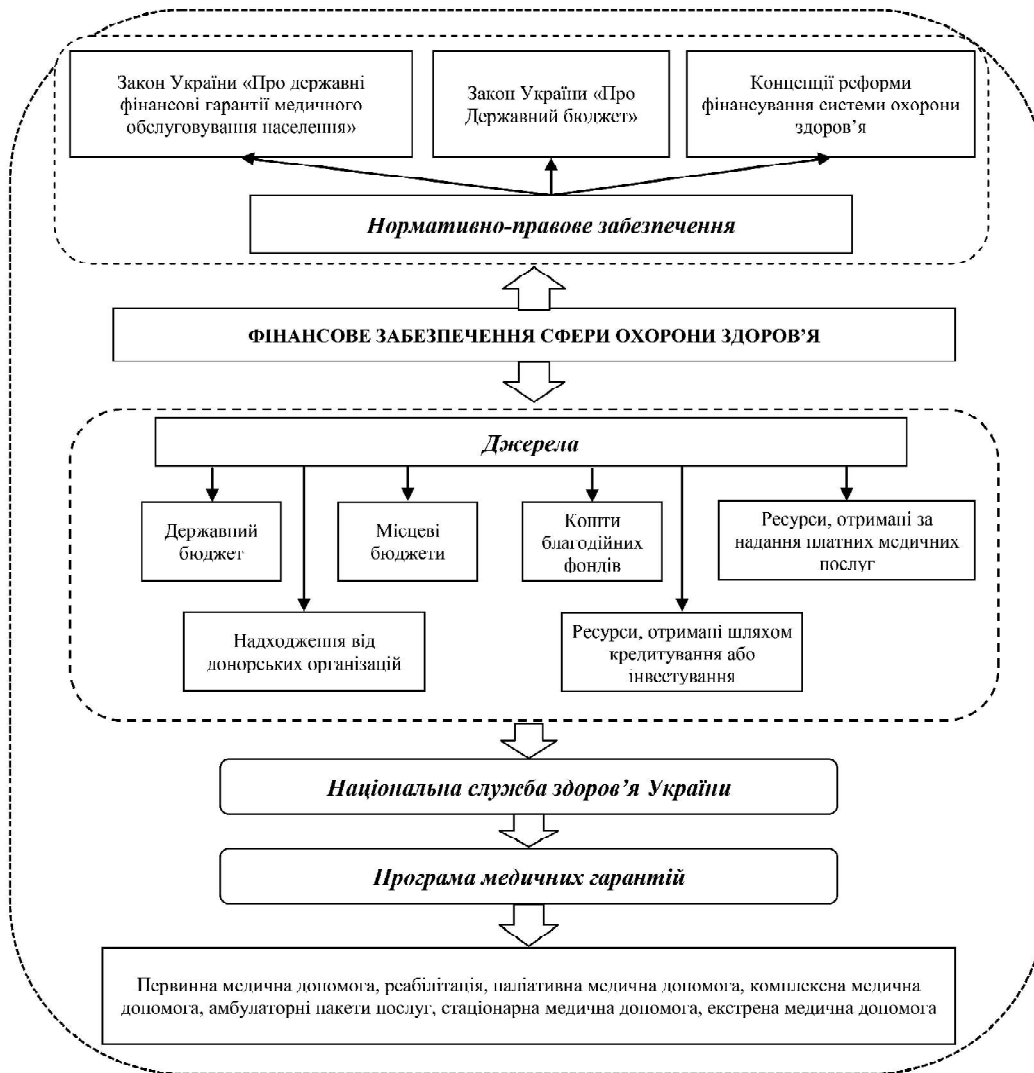 Закон України «Про державні
фінансові гарантії медичного
обслуговування населення»
Закон України «Про
Державний бюджет»
Концепції реформи
фінансування системи охорони
здоров’я
Нормативно-правове забезпечення
ФІНАНСОВЕ ЗАБЕЗПЕЧЕННЯ СФЕРИ ОХОРОНИ ЗДОРОВ’Я
Джерела
Державний
бюджет
Місцеві
бюджети
Кошти
благодійних
фондів
Ресурси, отримані за
надання платних медичних
послуг
Надходження від
донорських організацій
Ресурси, отримані шляхом
кредитування або
інвестування
Національна служба здоров’я України
Програма медичних гарантій
Первинна медична допомога, реабілітація, паліативна медична допомога, комплексна медична
допомога, амбулаторні пакети послуг, стаціонарна медична допомога, екстрена медична допомога